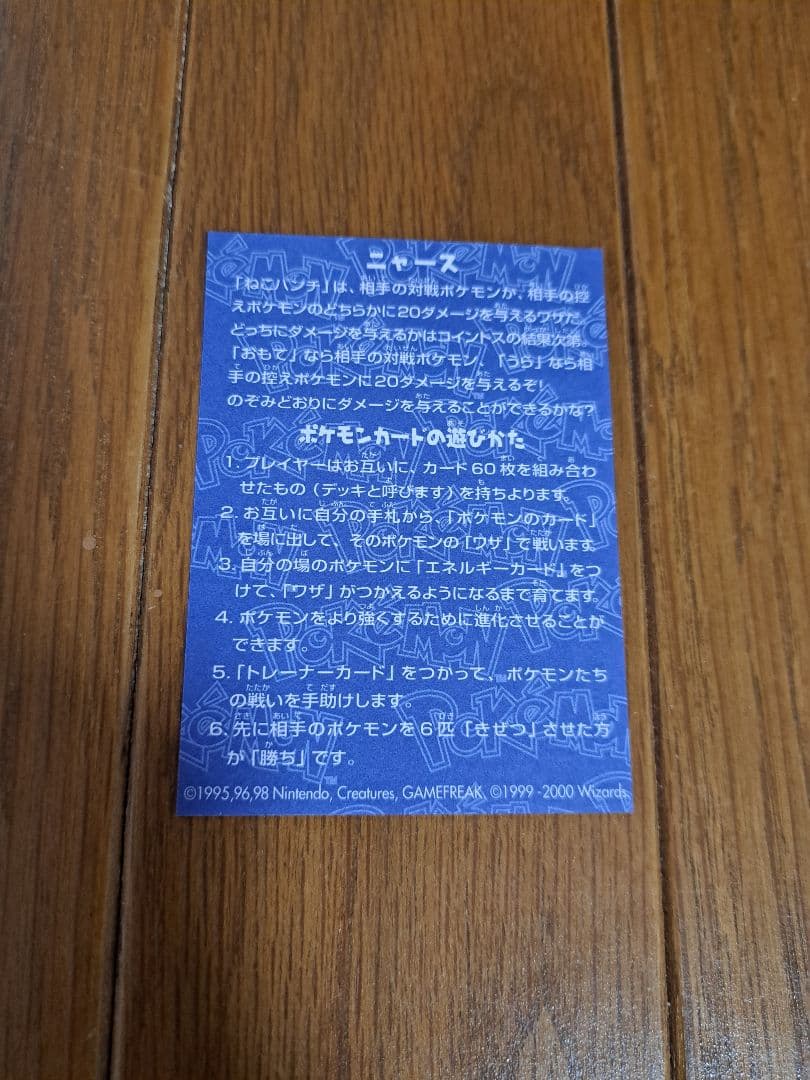 ニャース
「ねこパンチ」は、相手の対戦ポケモンか、相手の控
えポケモンのどちらかに20ダメージを与えるワザだ。
どっちにダメージを与えるかはコイントスの結果次第。
「おもて」なら相手の対戦ポケモン、「うら」なら相
手の控えポケモンに20ダメージを与えるぞ!
のぞみどおりにダメージを与えることができるかな?
ポケモンカードの遊びかた
1. プレイヤーはお互いに、カード60枚を組み合わ
せたもの(デッキと呼びます)を持ちよります。
2. お互いに自分の手札から、「ポケモンのカード」
を場に出して、そのポケモンの「ワザ」で戦います。
3. 自分の場のポケモンに「エネルギーカード」をつ
けて、「ワザ」がつかえるようになるまで育てます。
4. ポケモンをより強くするために進化させることが
できます。
5.「トレーナーカード」をつかって、ポケモンたち
の戦いを手助けします。
6. 先に相手のポケモンを6匹「きぜつ」させた方
が「勝ち」です。
©1995,96,98 Nintendo, Creatures, GAMEFREAK. ©1999-2000 Wizards.